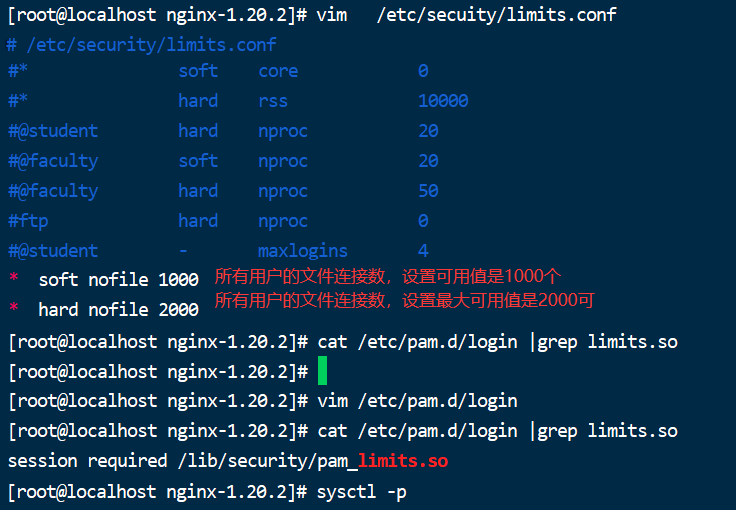 [root@localhost nginx-1.20.2]# vim /etc/secuity/limits.conf
# /etc/security/limits.conf
#* soft core 0
#* hard rss 10000
#@student hard nproc 20
#@faculty soft nproc 20
#@faculty hard nproc 50
#ftp hard nproc 0
#@student - maxlogins 4
* soft nofile 1000 所有用户的文件连接数，设置可用值是1000个
* hard nofile 2000 所有用户的文件连接数，设置最大可用值是2000可
[root@localhost nginx-1.20.2]# cat /etc/pam.d/login |grep limits.so
[root@localhost nginx-1.20.2]#
[root@localhost nginx-1.20.2]# vim /etc/pam.d/login
[root@localhost nginx-1.20.2]# cat /etc/pam.d/login |grep limits.so
session required /lib/security/pam_limits.so
[root@localhost nginx-1.20.2]# sysctl -p